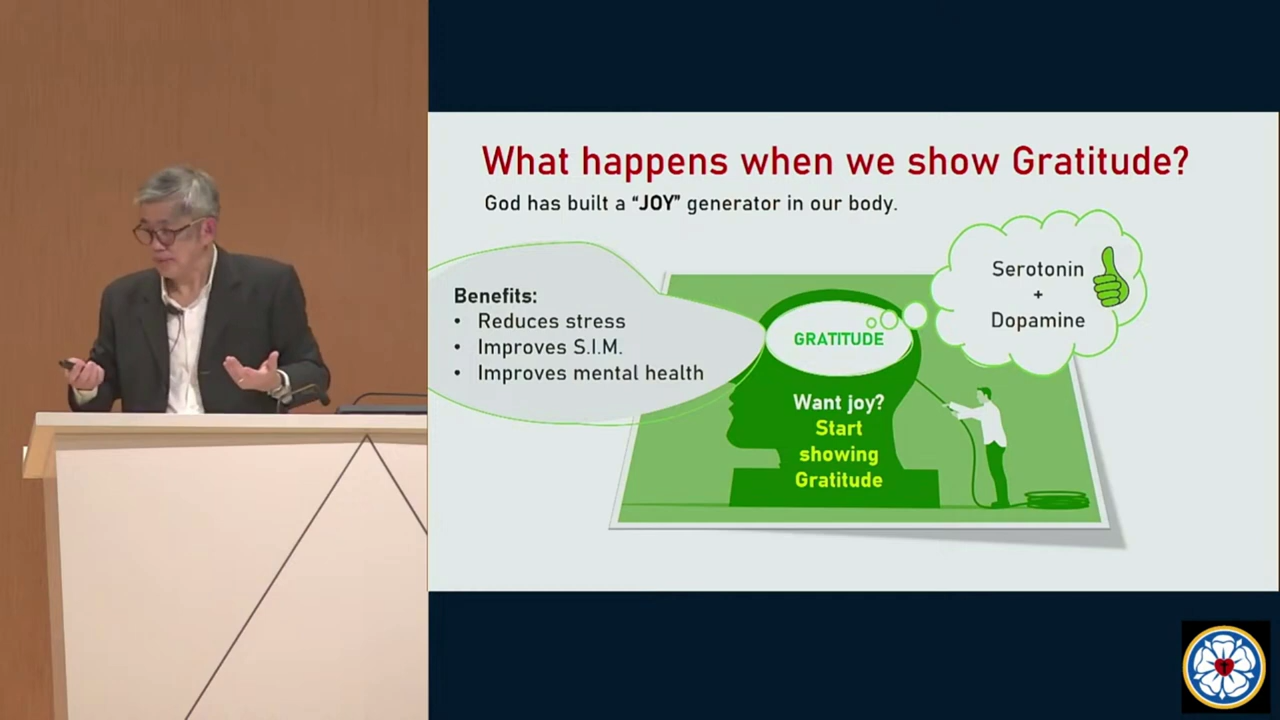 What happens when we show Gratitude?
God has built a “JOY” generator in our body.
Benefits:
• Reduces stress
• Improves S.I.M.
• Improves mental health
GRATITUDE
Serotonin
+
Dopamine
Want joy?
Start
showing
Gratitude